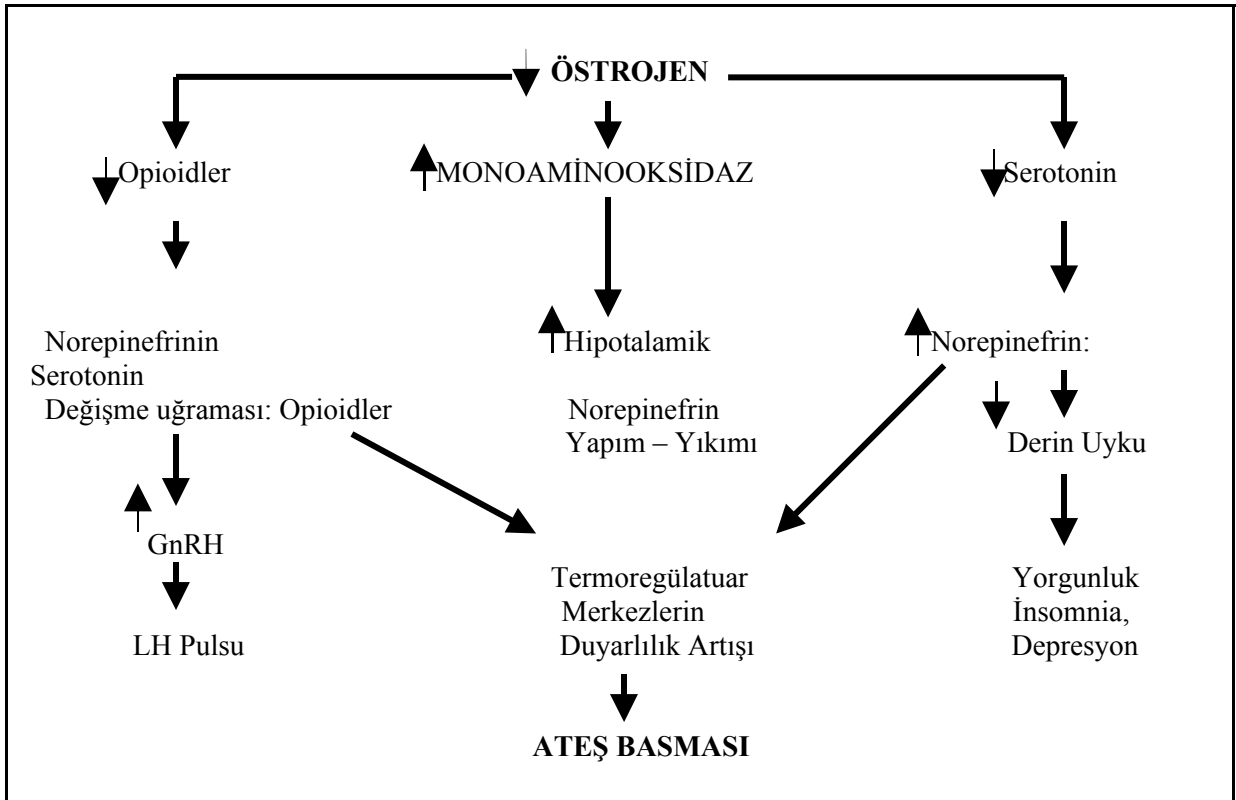 ÖSTROJEN
Opioidler
MONOAMİNOOKSİDAZ
Serotonin
Norepinefrinin
Serotonin
Değişme uğraması: Opioidler
Hipotalamik
Norepinefrin
Yapım – Yıkımı
Norepinefrin:
Derin Uyku
GnRH
LH Pulsu
Termoregülatuar
Merkezlerin
Duyarlılık Artışı
Yorgunluk
İnsomnia,
Depresyon
ATEŞ BASMASI